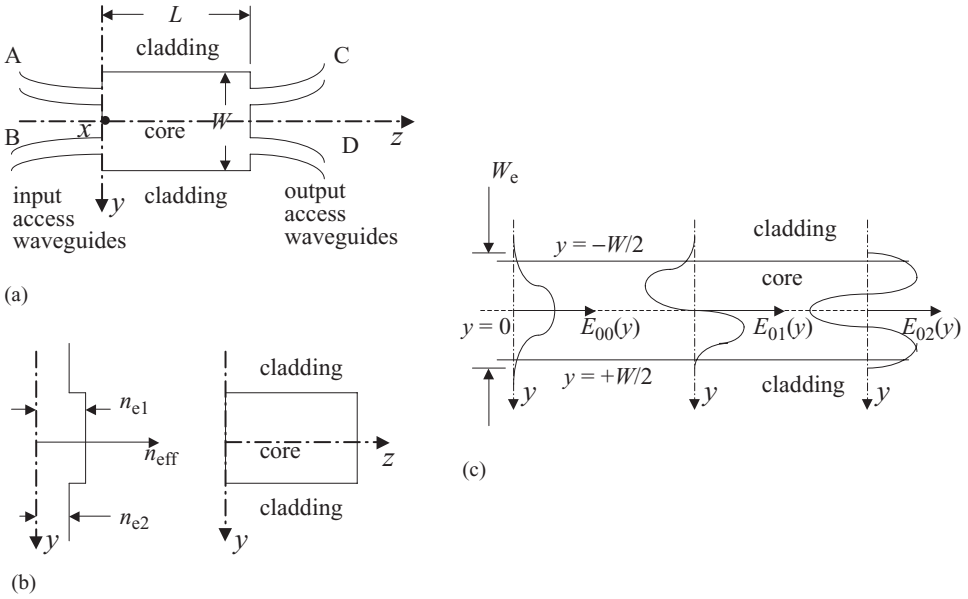 L
cladding
A
C
W
x
core
z
B
D
input
access
waveguides
y
cladding
output
access
waveguides
(a)
n_e1
n_eff
n_e2
y
(b)
cladding
core
z
cladding
y
W_e
y = −W/2
cladding
core
y = 0
E_00(y)
E_01(y)
E_02(y)
y = +W/2
cladding
y
y
y
(c)